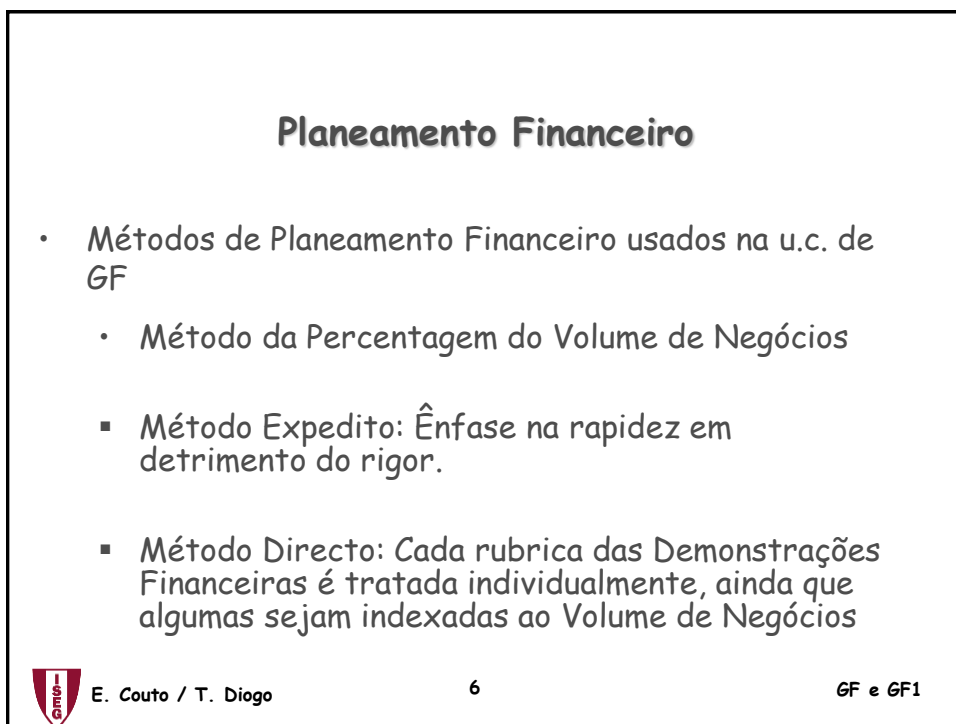 Planeamento Financeiro
• Métodos de Planeamento Financeiro usados na u.c. de
GF
• Método da Percentagem do Volume de Negócios
▪ Método Expedito: Ênfase na rapidez em
detrimento do rigor.
▪ Método Directo: Cada rubrica das Demonstrações
Financeiras é tratada individualmente, ainda que
algumas sejam indexadas ao Volume de Negócios
ISEG
E. Couto / T. Diogo 6 GF e GF1